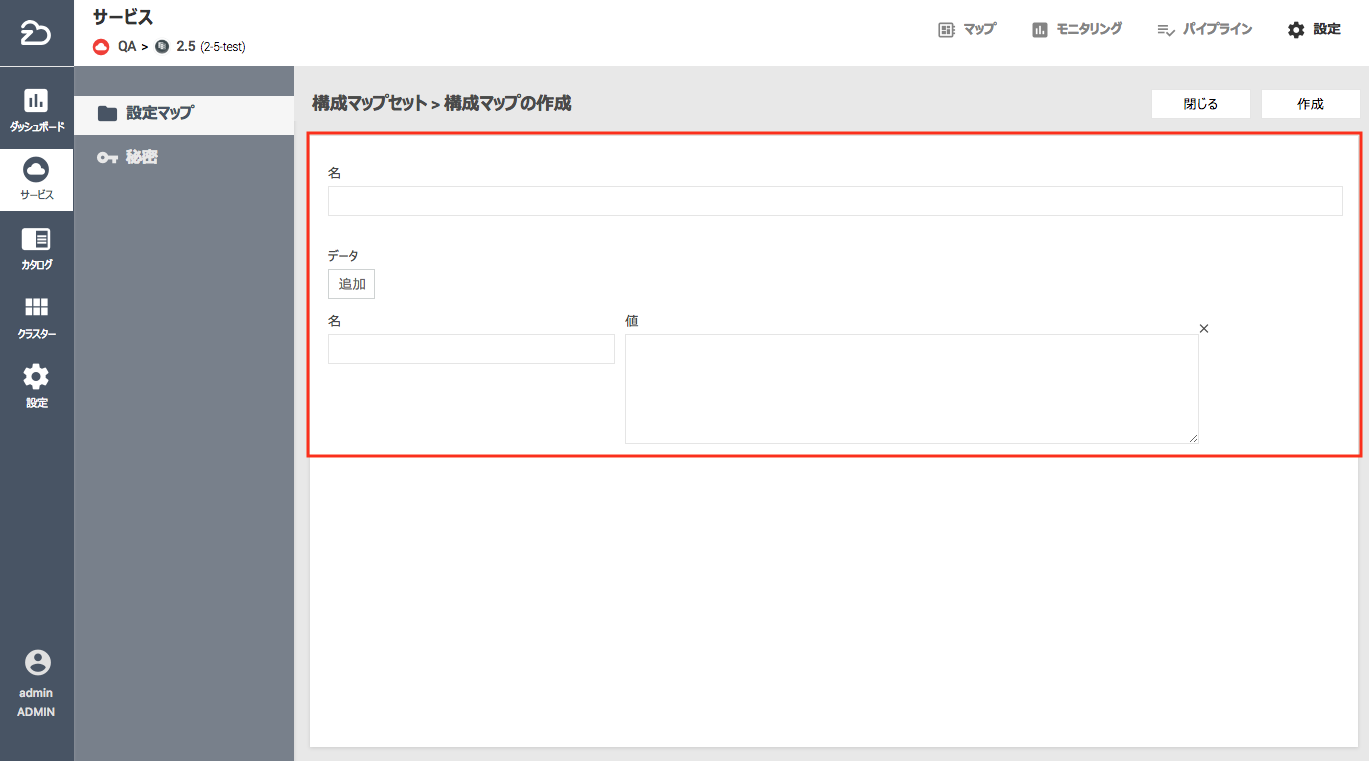 サービス
QA > 2.5 (2-5-test)
マップ
モニタリング
パイプライン
設定
ダッシュボード
サービス
カタログ
クラスター
設定
admin
ADMIN
設定マップ
秘密
構成マップセット > 構成マップの作成
閉じる
作成
名
データ
追加
名
値